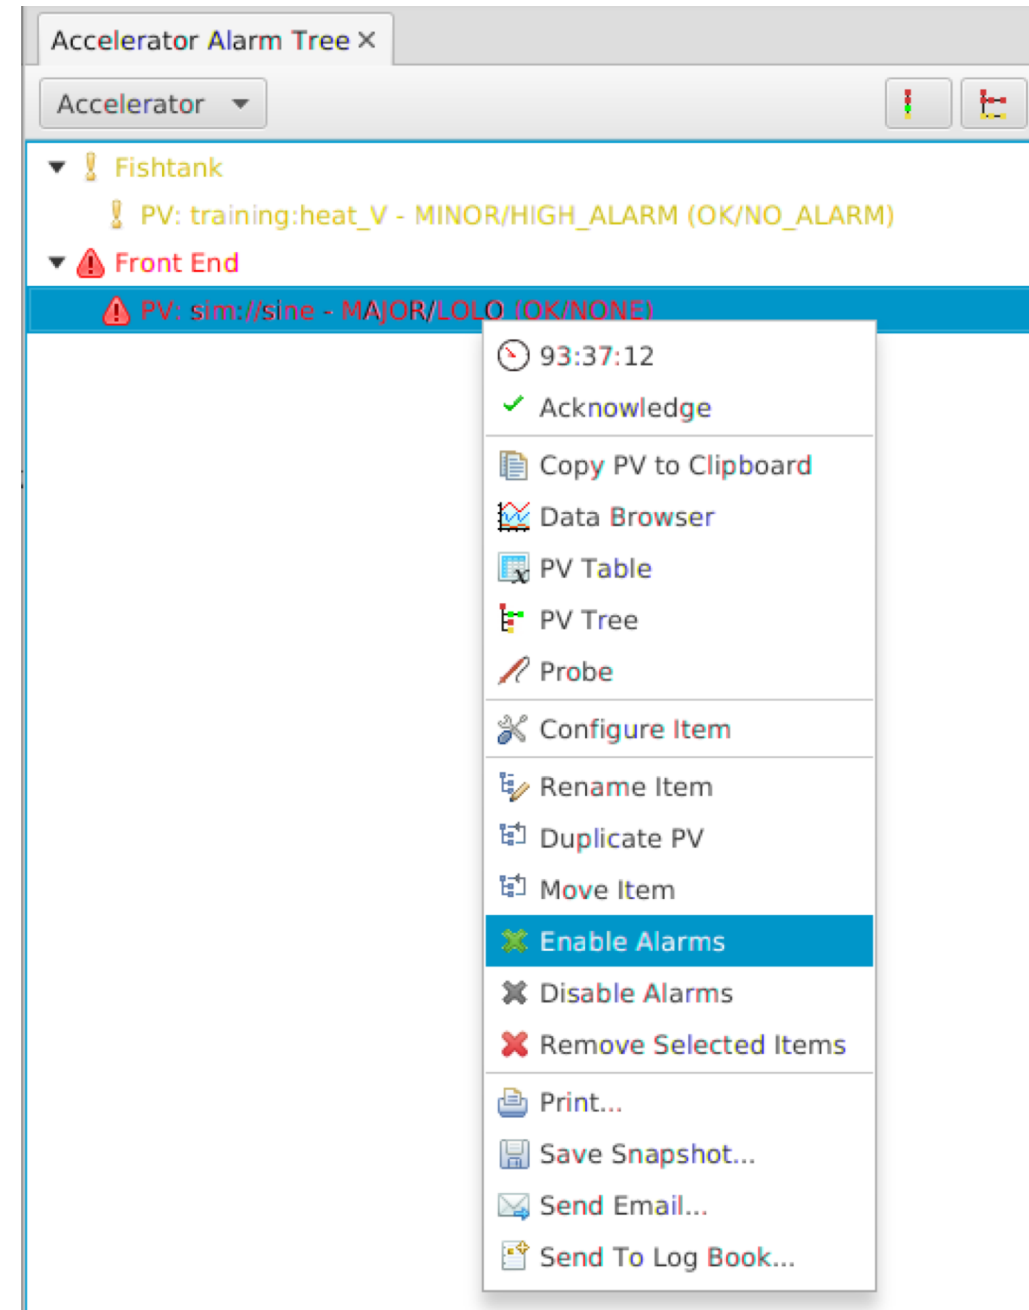 Accelerator Alarm Tree ×
Accelerator
Fishtank
PV: training:heat_V - MINOR/HIGH_ALARM (OK/NO_ALARM)
Front End
PV: sim://sine - MAJOR/LOLO (OK/NONE)
93:37:12
Acknowledge
Copy PV to Clipboard
Data Browser
PV Table
PV Tree
Probe
Configure Item
Rename Item
Duplicate PV
Move Item
Enable Alarms
Disable Alarms
Remove Selected Items
Print...
Save Snapshot...
Send Email...
Send To Log Book...